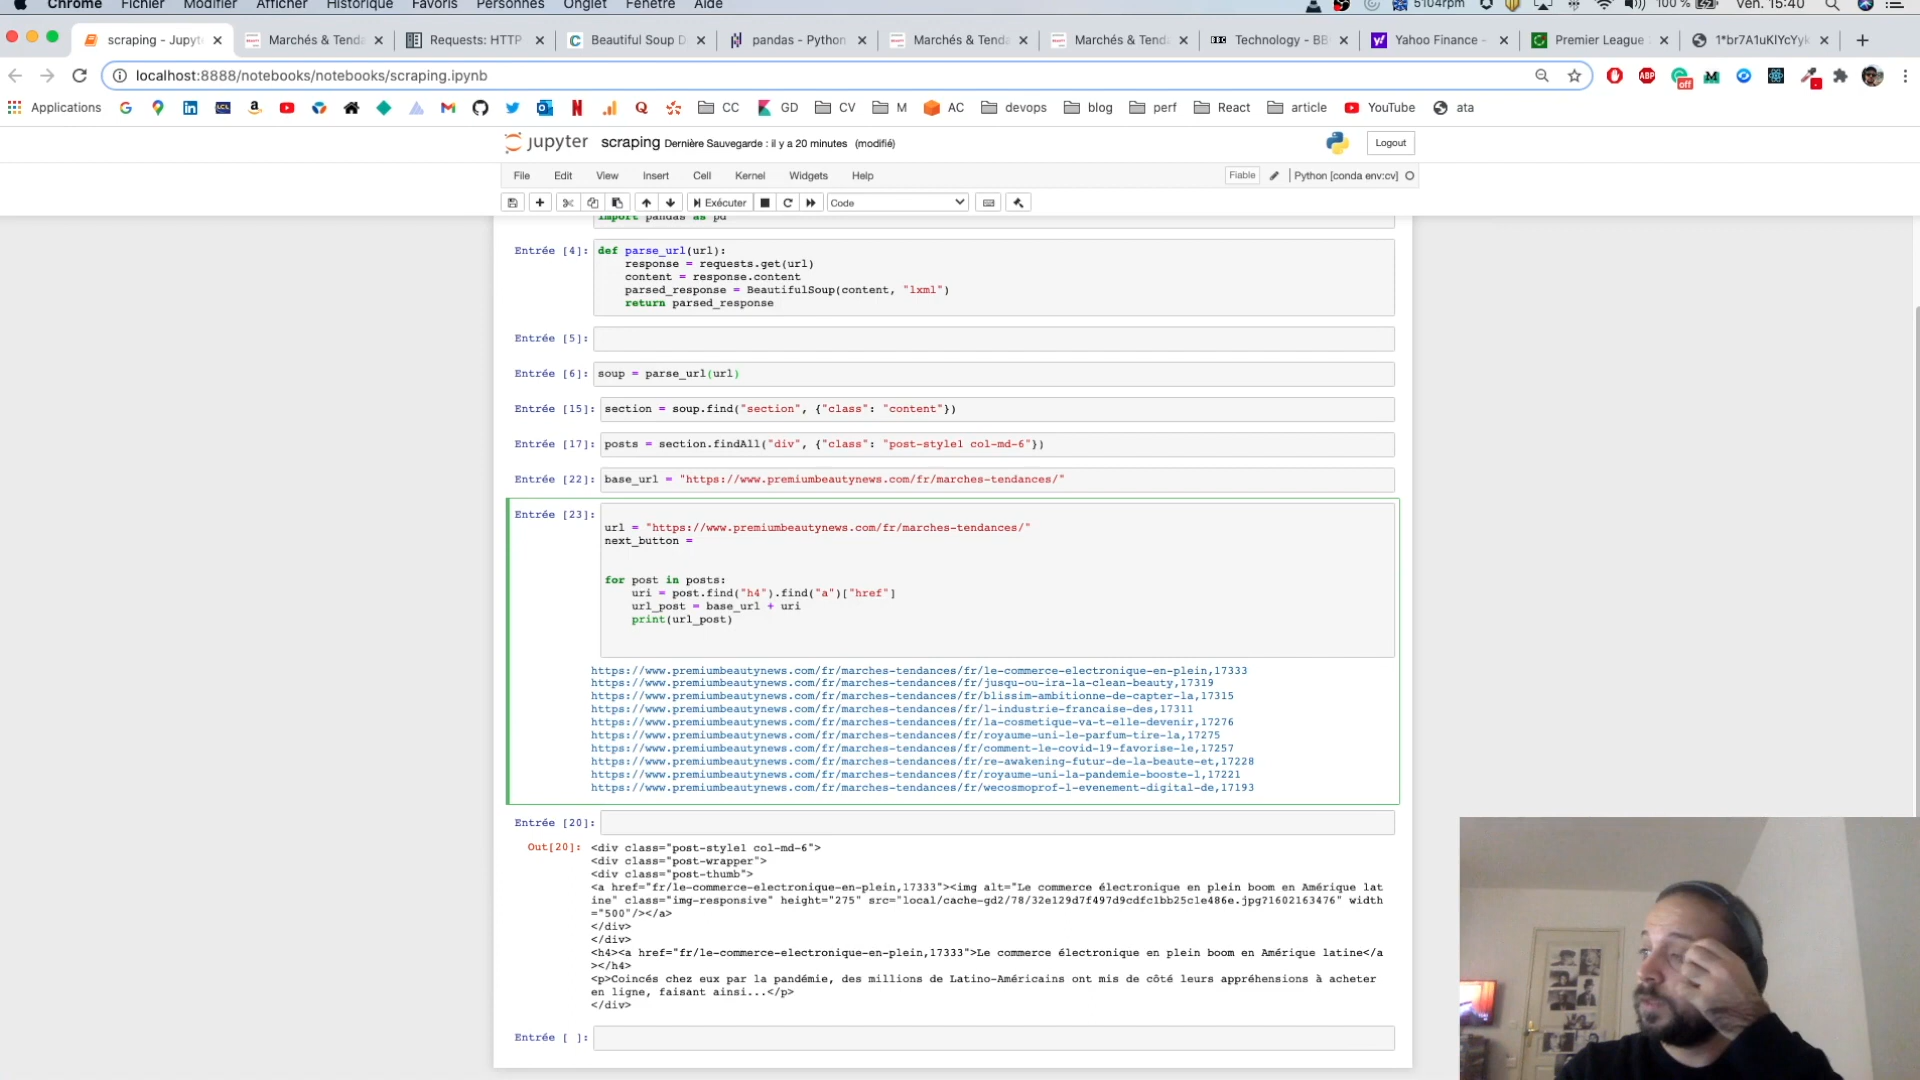 Chrome Fichier Modifier Afficher Historique Favoris Personnes Onglet Fenêtre Aide 5104rpm 100 % Ven. 15:40
scraping - Jupyt Marchés & Tenda Requests: HTTP Beautiful Soup D pandas - Python Marchés & Tenda Marchés & Tenda Technology - BB Yahoo Finance - Premier League 1*br7A1uKIYcYyk
localhost:8888/notebooks/notebooks/scraping.ipynb
Applications CC GD CV M AC devops blog perf React article YouTube ata
jupyter scraping Dernière Sauvegarde : il y a 20 minutes (modifié) Logout
File Edit View Insert Cell Kernel Widgets Help Fiable Python [conda env:cv]
Exécuter Code
import pandas as pd
Entrée [4]: def parse_url(url):
response = requests.get(url)
content = response.content
parsed_response = BeautifulSoup(content, "lxml")
return parsed_response
Entrée [5]:
Entrée [6]: soup = parse_url(url)
Entrée [15]: section = soup.find("section", {"class": "content"})
Entrée [17]: posts = section.findAll("div", {"class": "post-style1 col-md-6"})
Entrée [22]: base_url = "https://www.premiumbeautynews.com/fr/marches-tendances/"
Entrée [23]:
url = "https://www.premiumbeautynews.com/fr/marches-tendances/"
next_button =
for post in posts:
uri = post.find("h4").find("a")["href"]
url_post = base_url + uri
print(url_post)
https://www.premiumbeautynews.com/fr/marches-tendances/fr/le-commerce-electronique-en-plein,17333
https://www.premiumbeautynews.com/fr/marches-tendances/fr/jusqu-ou-ira-la-clean-beauty,17319
https://www.premiumbeautynews.com/fr/marches-tendances/fr/blissim-ambitionne-de-capter-la,17315
https://www.premiumbeautynews.com/fr/marches-tendances/fr/l-industrie-francaise-des,17311
https://www.premiumbeautynews.com/fr/marches-tendances/fr/la-cosmetique-va-t-elle-devenir,17276
https://www.premiumbeautynews.com/fr/marches-tendances/fr/royaume-uni-le-parfum-tire-la,17275
https://www.premiumbeautynews.com/fr/marches-tendances/fr/comment-le-covid-19-favorise-le,17257
https://www.premiumbeautynews.com/fr/marches-tendances/fr/re-awakening-futur-de-la-beaute-et,17228
https://www.premiumbeautynews.com/fr/marches-tendances/fr/royaume-uni-la-pandemie-booste-l,17221
https://www.premiumbeautynews.com/fr/marches-tendances/fr/wecosmoprof-l-evenement-digital-de,17193
Entrée [20]:
Out[20]: <div class="post-style1 col-md-6">
<div class="post-wrapper">
<div class="post-thumb">
<a href="fr/le-commerce-electronique-en-plein,17333"><img alt="Le commerce électronique en plein boom en Amérique lat
ine" class="img-responsive" height="275" src="local/cache-gd2/78/32e129d7f497d9cdfc1bb25c1e486e.jpg?1602163476" width
="500"/></a>
</div>
</div>
<h4><a href="fr/le-commerce-electronique-en-plein,17333">Le commerce électronique en plein boom en Amérique latine</a
></h4>
<p>Coincés chez eux par la pandémie, des millions de Latino-Américains ont mis de côté leurs appréhensions à acheter
en ligne, faisant ainsi...</p>
</div>
Entrée [ ]: